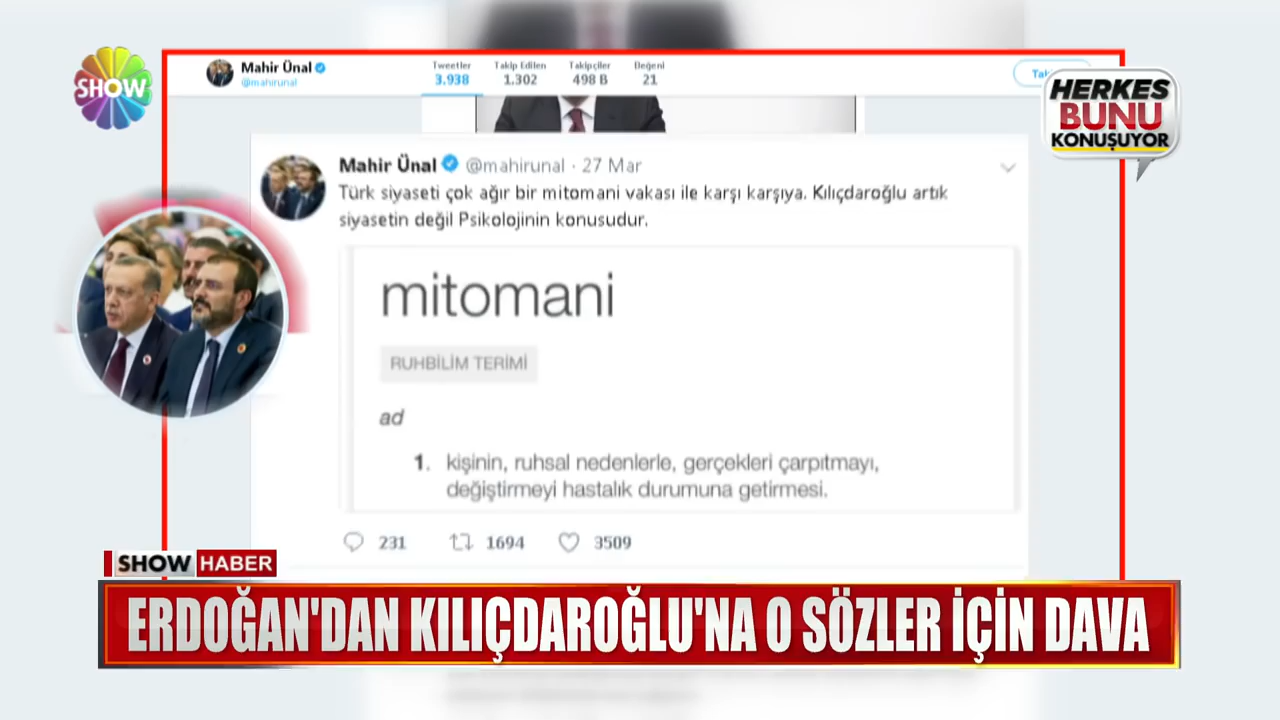 SHOW
Mahir Ünal
@mahirunal
Tweetler
3.938
Takip Edilen
1.302
Takipçiler
498 B
Beğeni
21
HERKES
BUNU
KONUŞUYOR
Mahir Ünal @mahirunal · 27 Mar
Türk siyaseti çok ağır bir mitomani vakası ile karşı karşıya. Kılıçdaroğlu artık
siyasetin değil Psikolojinin konusudur.
mitomani
RUHBİLİM TERİMİ
ad
1. kişinin, ruhsal nedenlerle, gerçekleri çarpıtmayı,
değiştirmeyi hastalık durumuna getirmesi.
231 1694 3509
SHOW HABER
ERDOĞAN'DAN KILIÇDAROĞLU'NA O SÖZLER İÇİN DAVA